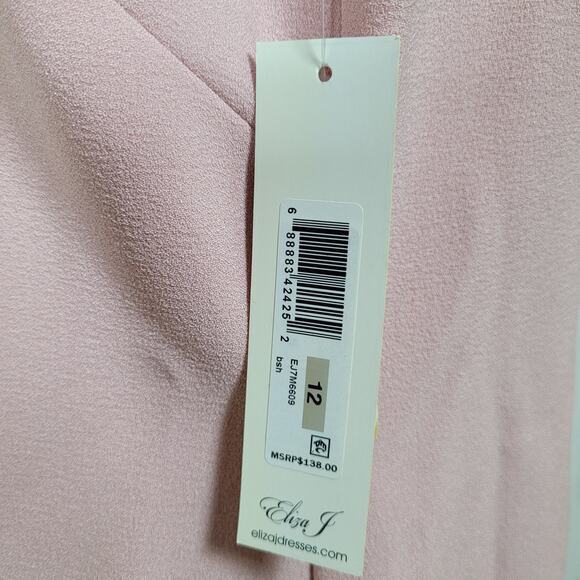 6 88883 42425 2
12
EJ7M6609
bsh
MSRP$138.00
Eliza J
elizajdresses.com